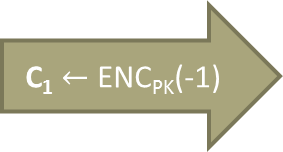 C₁ ← ENC_PK(-1)